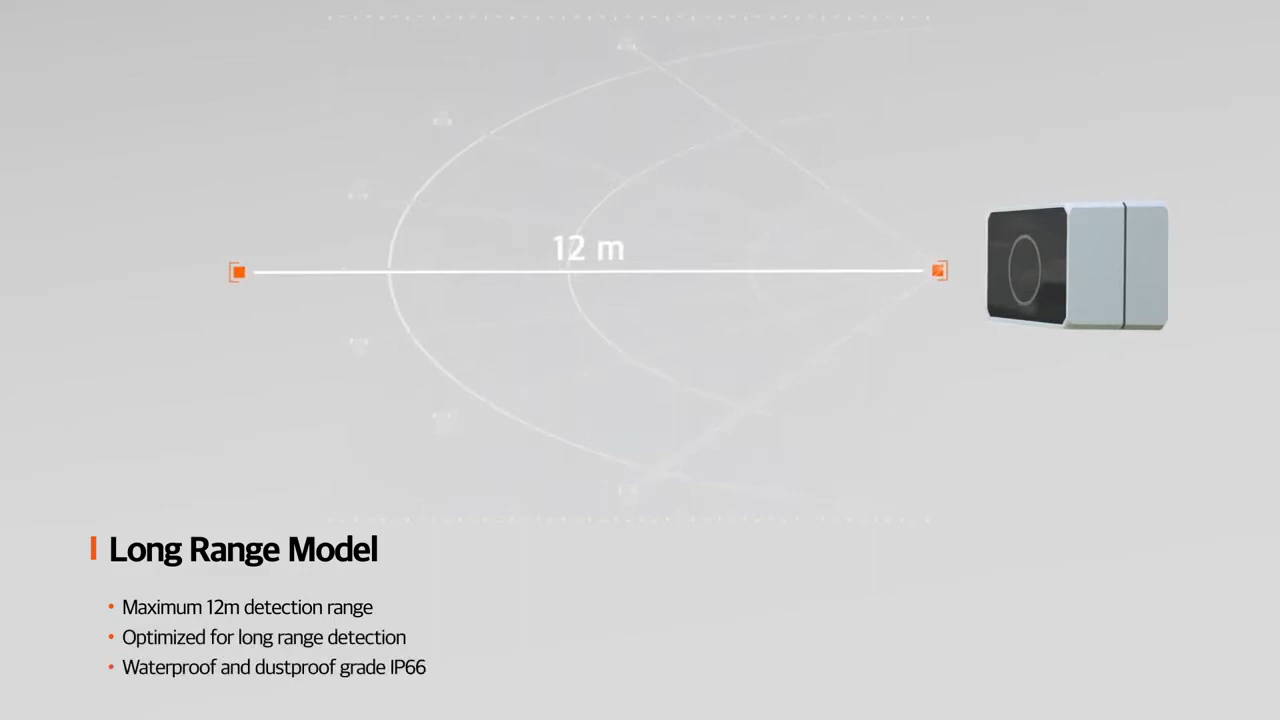 12 m
Long Range Model
• Maximum 12m detection range
• Optimized for long range detection
• Waterproof and dustproof grade IP66